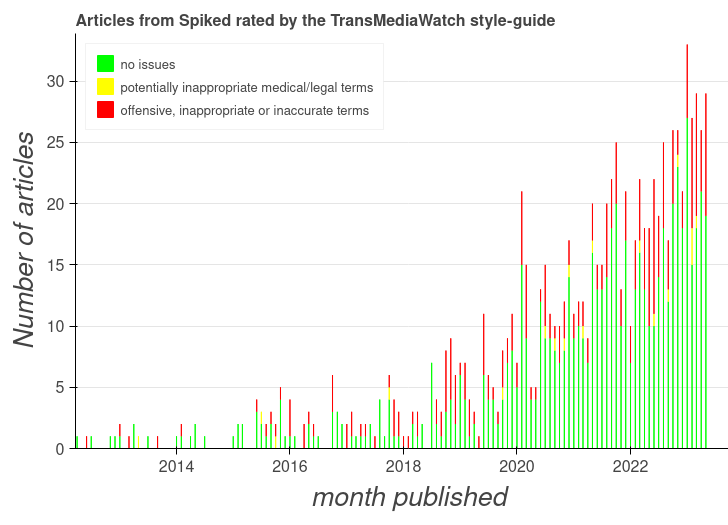 Articles from Spiked rated by the TransMediaWatch style-guide
no issues
potentially inappropriate medical/legal terms
offensive, inappropriate or inaccurate terms
Number of articles
30
25
20
15
10
5
0
2014 2016 2018 2020 2022
month published